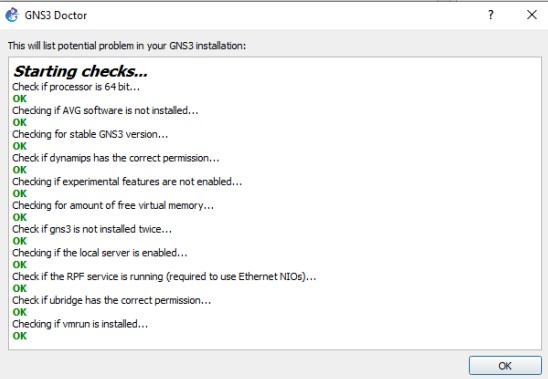 GNS3 Doctor
? ×
This will list potential problem in your GNS3 installation:
Starting checks...
Check if processor is 64 bit...
OK
Checking if AVG software is not installed...
OK
Checking for stable GNS3 version...
OK
Check if dynamips has the correct permission...
OK
Checking if experimental features are not enabled...
OK
Checking for amount of free virtual memory...
OK
Check if gns3 is not installed twice...
OK
Checking if the local server is enabled...
OK
Check if the RPF service is running (required to use Ethernet NIOs)...
OK
Check if ubridge has the correct permission...
OK
Checking if vmrun is installed...
OK
OK